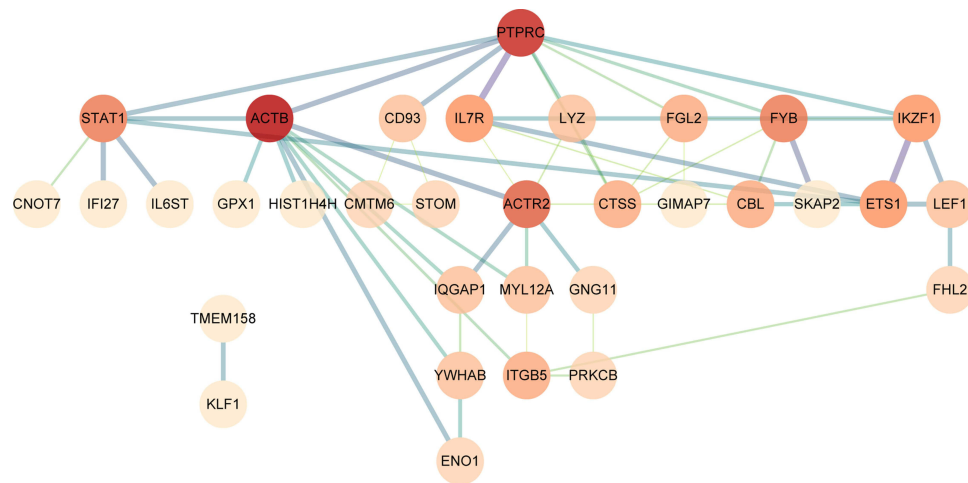 PTPRC
STAT1
ACTB
CD93
IL7R
LYZ
FGL2
FYB
IKZF1
CNOT7
IFI27
IL6ST
GPX1
HIST1H4H
CMTM6
STOM
ACTR2
CTSS
GIMAP7
CBL
SKAP2
ETS1
LEF1
IQGAP1
MYL12A
GNG11
FHL2
TMEM158
YWHAB
ITGB5
PRKCB
KLF1
ENO1